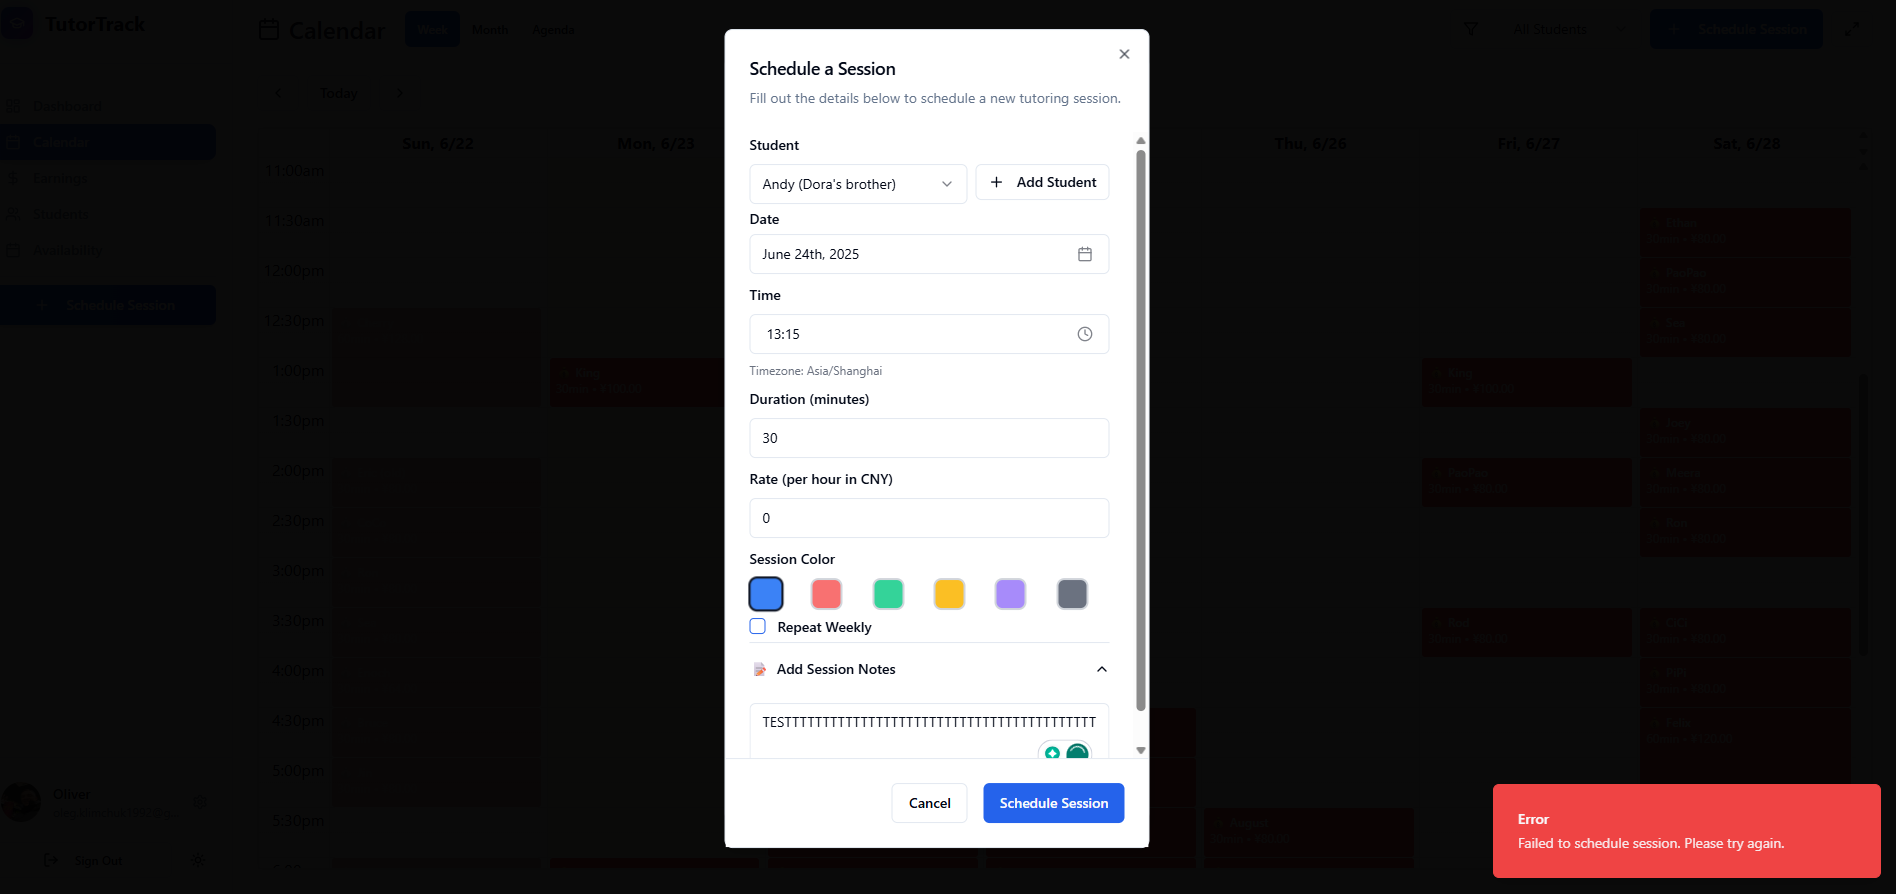 TutorTrack
Calendar
Week
Month
Agenda
All Students
Schedule Session
Today
Dashboard
Calendar
Earnings
Students
Availability
Schedule Session
Sun, 6/22
Mon, 6/23
Thu, 6/26
Fri, 6/27
Sat, 6/28
11:00am
11:30am
12:00pm
12:30pm
1:00pm
1:30pm
2:00pm
2:30pm
3:00pm
3:30pm
4:00pm
4:30pm
5:00pm
5:30pm
King
King
Oliver
Sign Out
Schedule a Session
Fill out the details below to schedule a new tutoring session.
Student
Andy (Dora's brother)
Add Student
Date
June 24th, 2025
Time
13:15
Timezone: Asia/Shanghai
Duration (minutes)
30
Rate (per hour in CNY)
0
Session Color
Repeat Weekly
Add Session Notes
TESTTTTTTTTTTTTTTTTTTTTTTTTTTTTTTTTTTTTTTTTT
Cancel
Schedule Session
Error
Failed to schedule session. Please try again.